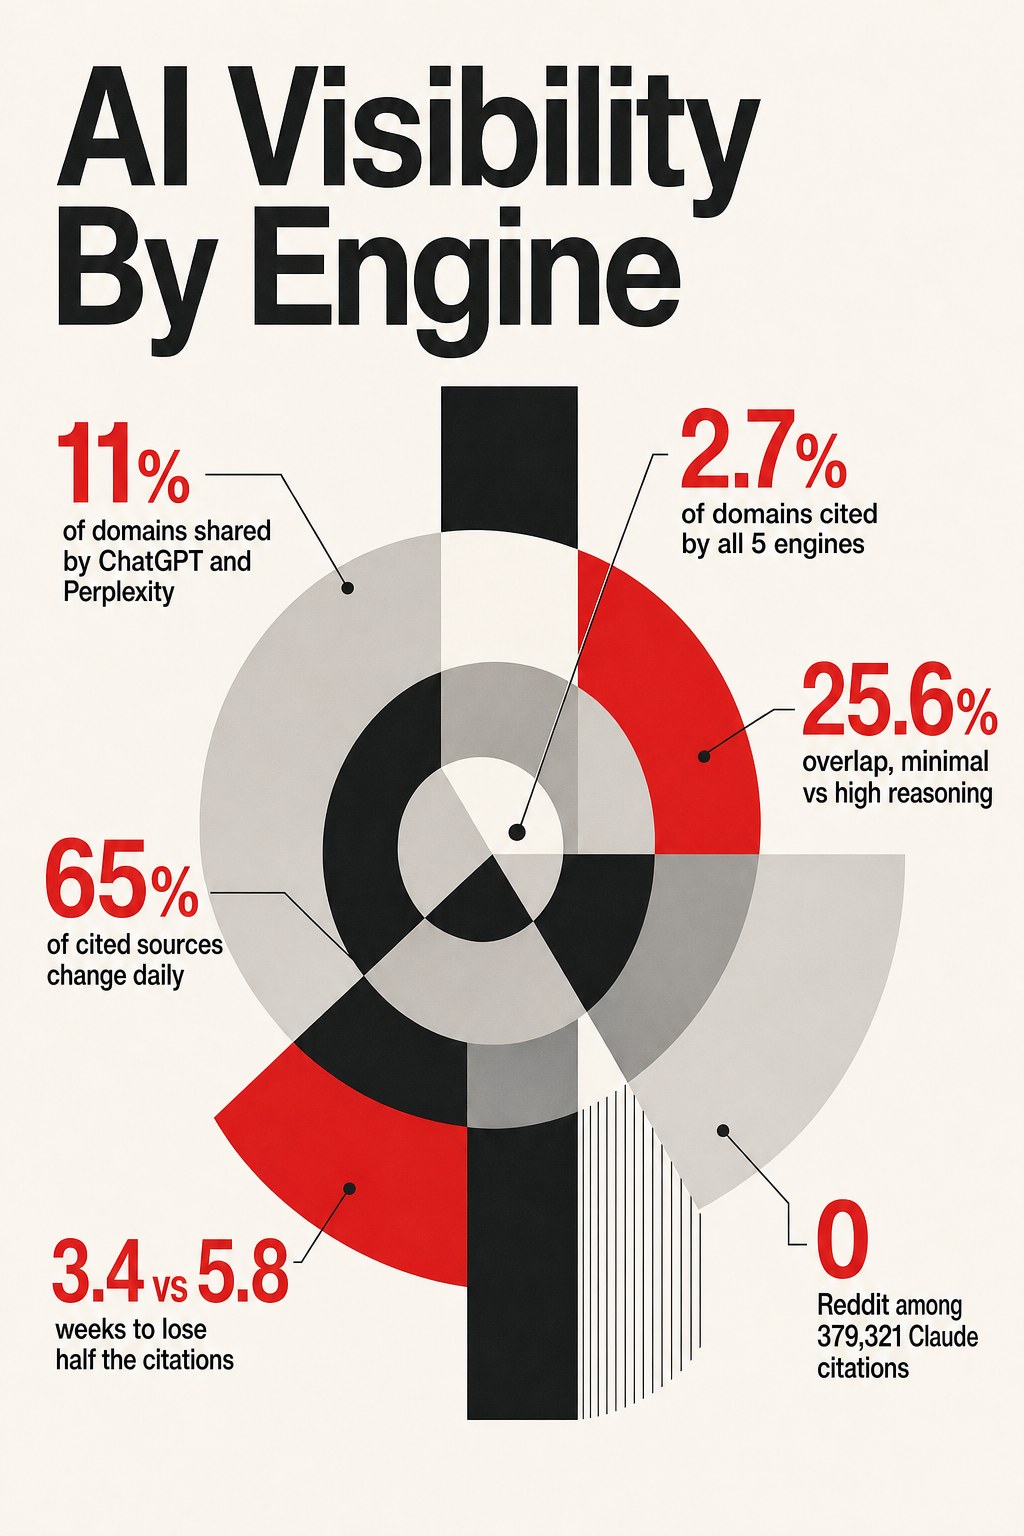 AI Visibility
By Engine
11%
of domains shared
by ChatGPT and
Perplexity
2.7%
of domains cited
by all 5 engines
25.6%
overlap, minimal
vs high reasoning
65%
of cited sources
change daily
3.4 vs 5.8
weeks to lose
half the citations
0
Reddit among
379,321 Claude
citations